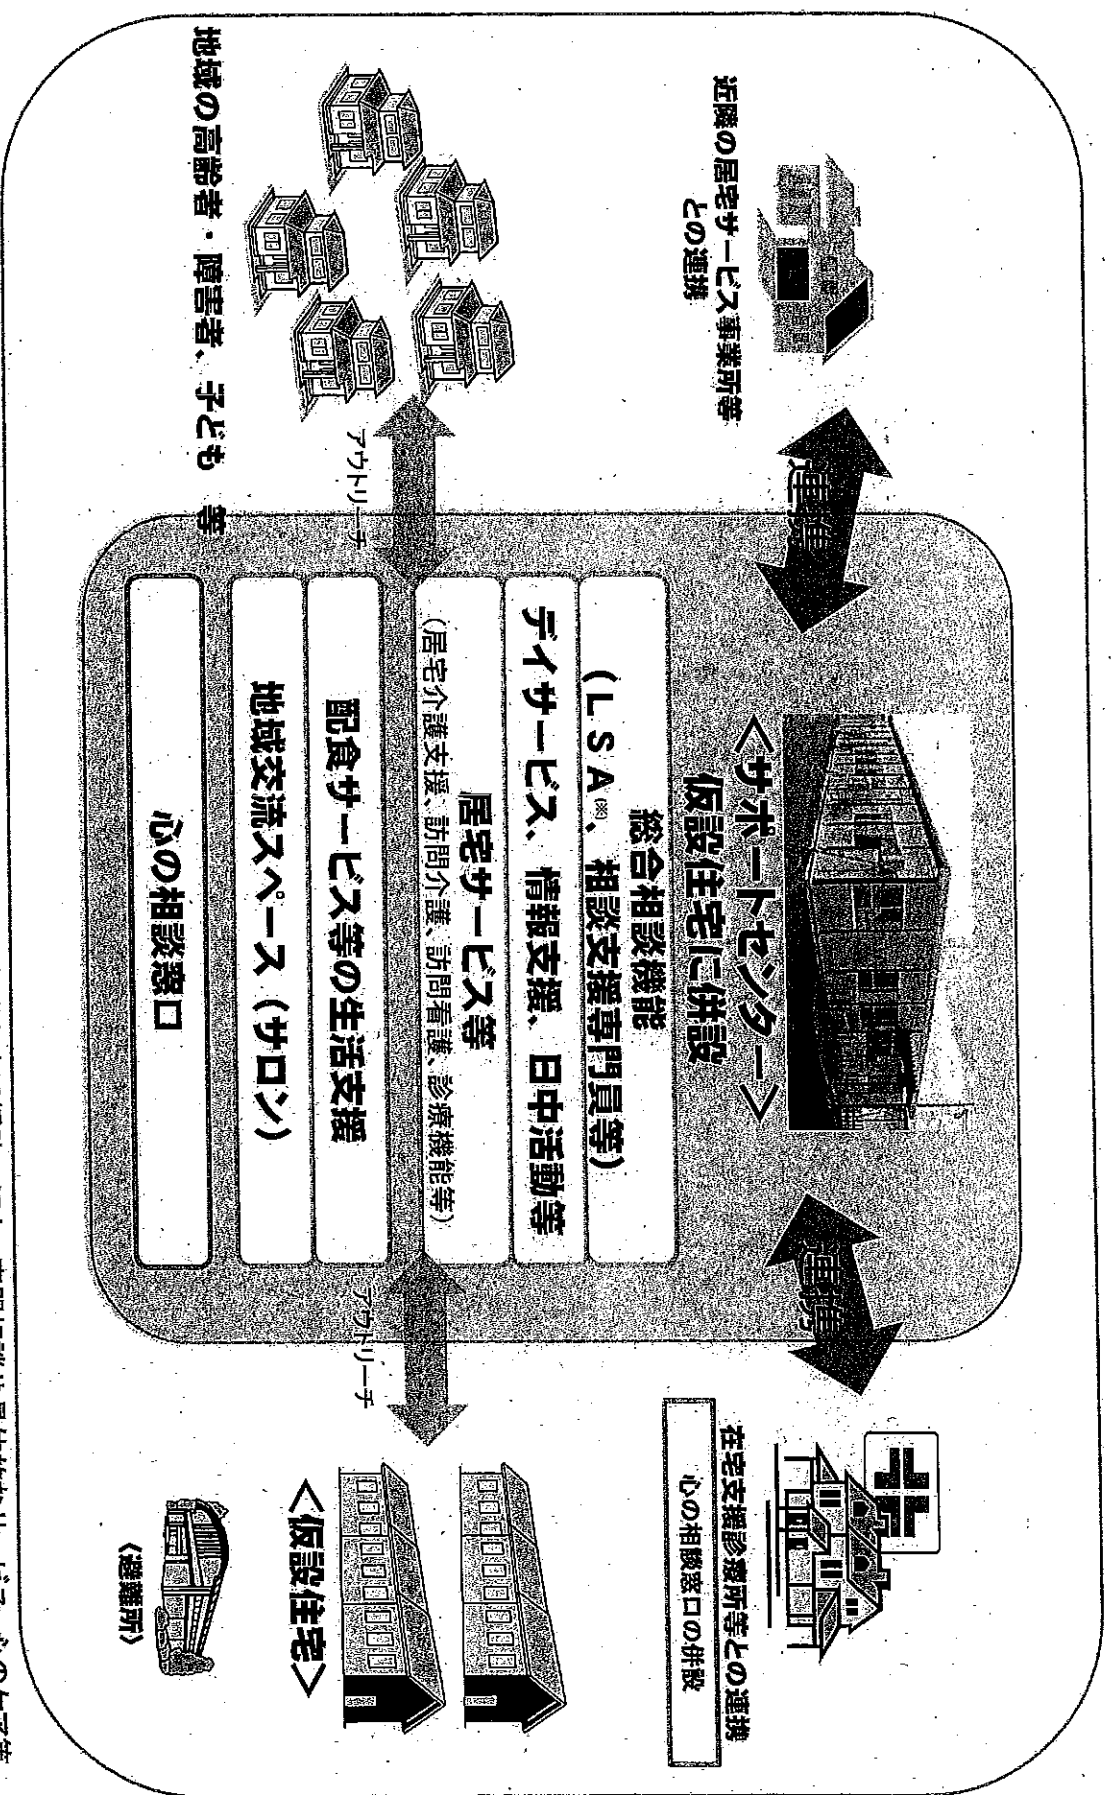 近隣の居宅サービス事業所等
との連携
連携
<サポートセンター>
仮設住宅に併設
連携
在宅支援診療所等との連携
心の相談窓口の併設
総合相談機能
(LSA(※)、相談支援専門員等)
デイサービス、情報支援、日中活動等
居宅サービス等
(居宅介護支援、訪問介護、訪問看護、診療機能等)
配食サービス等の生活支援
地域交流スペース(サロン)
心の相談窓口
アウトリーチ
地域の高齢者・障害者、子ども 等
アウトリーチ
<仮設住宅>
《避難所》